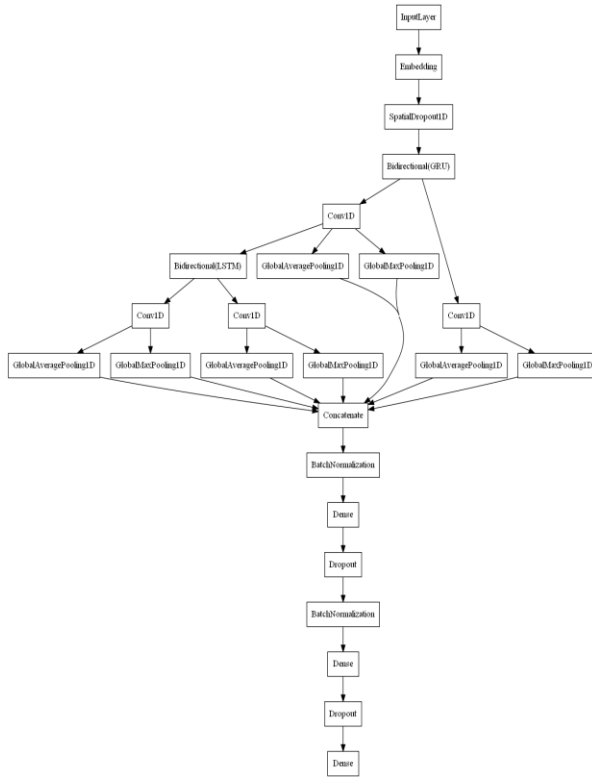 InputLayer
Embedding
SpatialDropout1D
Bidirectional(GRU)
Conv1D
Bidirectional(LSTM)
GlobalAveragePooling1D
GlobalMaxPooling1D
Conv1D
Conv1D
Conv1D
GlobalAveragePooling1D
GlobalMaxPooling1D
GlobalAveragePooling1D
GlobalMaxPooling1D
GlobalAveragePooling1D
GlobalMaxPooling1D
Concatenate
BatchNormalization
Dense
Dropout
BatchNormalization
Dense
Dropout
Dense